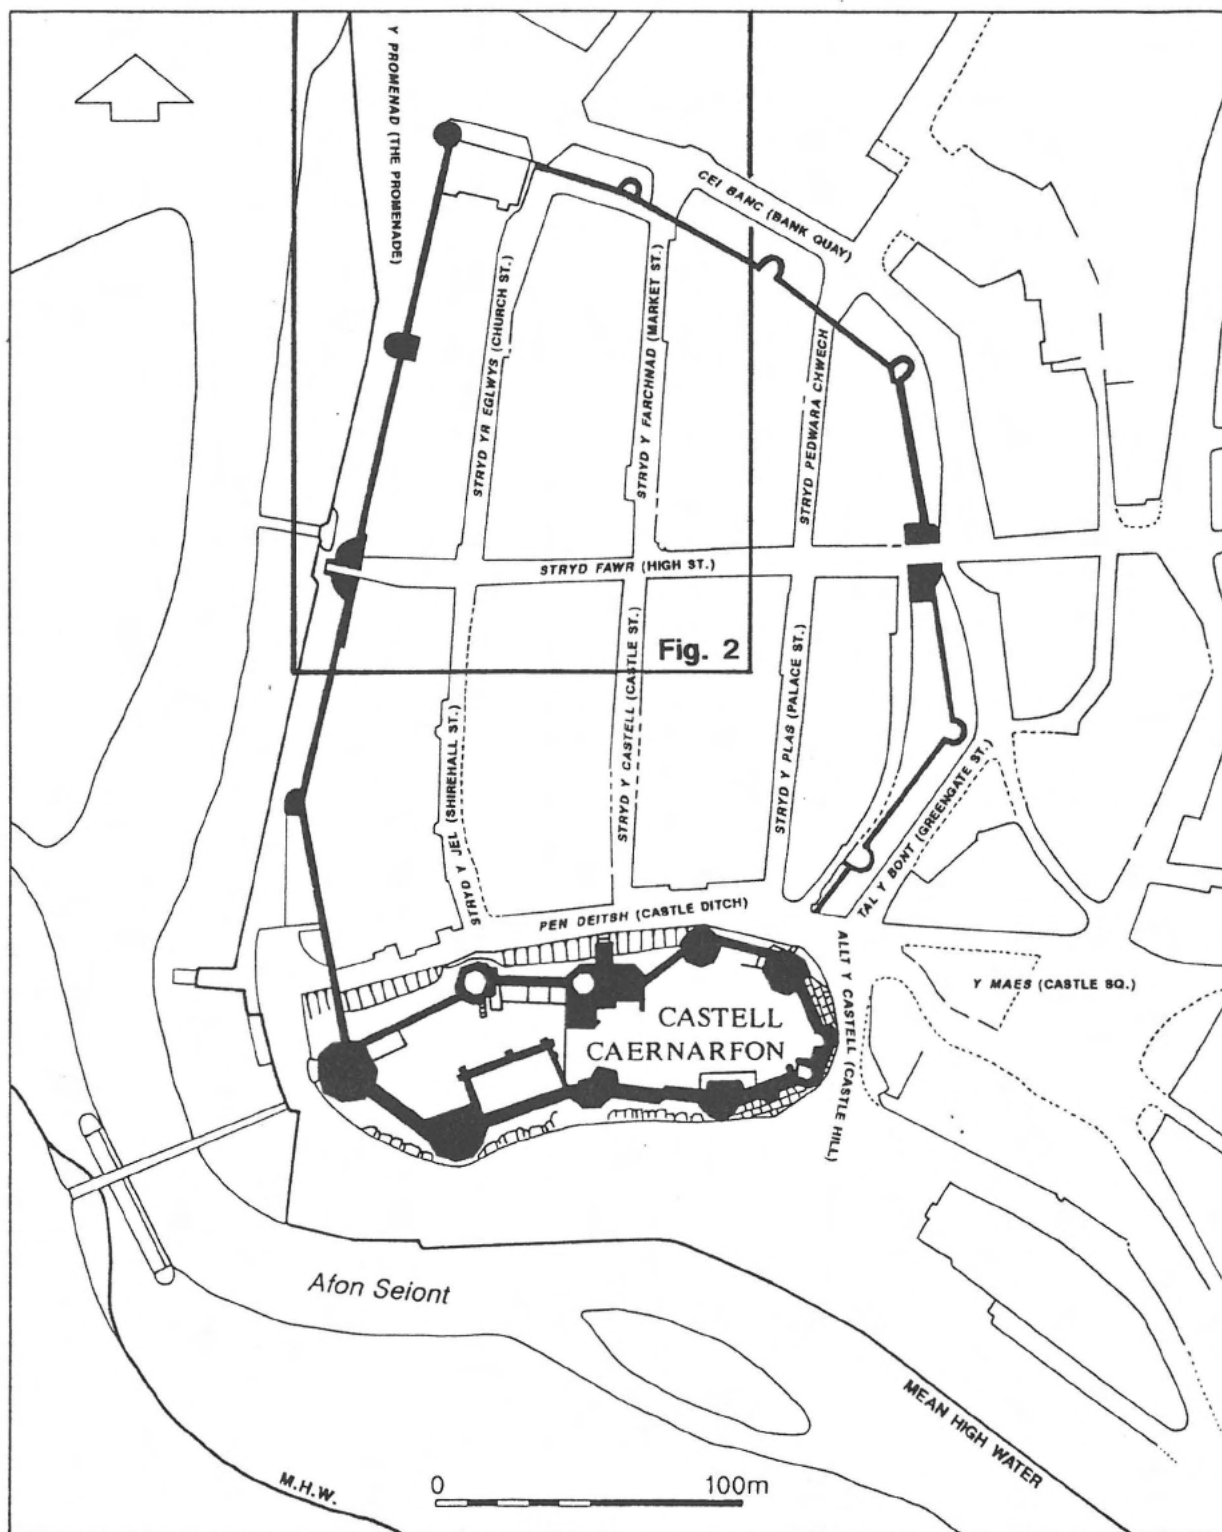 Y PROMENAD (THE PROMENADE)
CEI BANC (BANK QUAY)
STRYD YR EGLWYS (CHURCH ST.)
STRYD Y FARCHNAD (MARKET ST.)
STRYD PEDWARA CHWECH
STRYD FAWR (HIGH ST.)
Fig. 2
STRYD Y JEL (SHIREHALL ST.)
STRYD Y CASTELL (CASTLE ST.)
STRYD Y PLAS (PALACE ST.)
TAL Y BONT (GREENGATE ST.)
PEN DEITSH (CASTLE DITCH)
ALLT Y CASTELL (CASTLE HILL)
Y MAES (CASTLE SQ.)
CASTELL
CAERNARFON
Afon Seiont
MEAN HIGH WATER
M.H.W.
0 100m